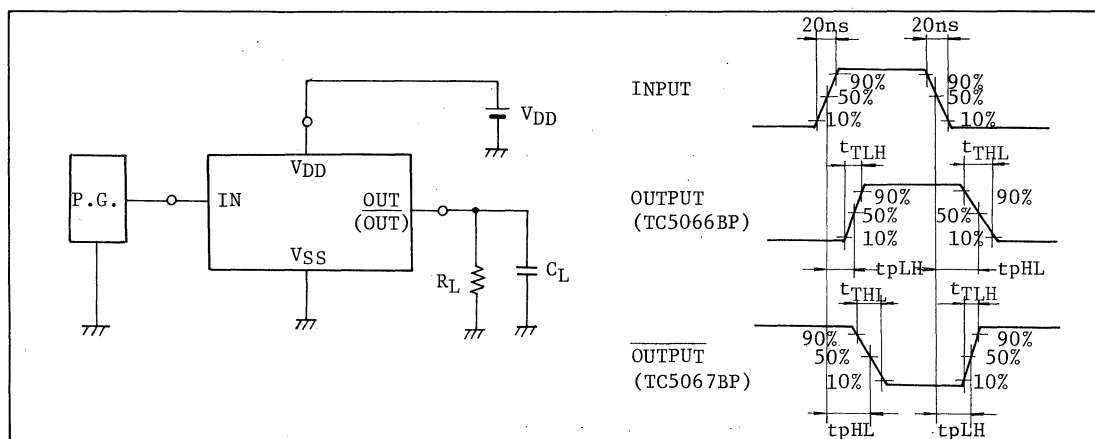 P.G.
IN
VDD
VSS
OUT
(OUT)
RL
CL
VDD
INPUT
20ns
20ns
90%
50%
10%
90%
50%
10%
OUTPUT
(TC5066BP)
tTLH
tTHL
90%
50%
10%
50%
10%
90%
tpLH
tpHL
OUTPUT
(TC5067BP)
tTHL
tTLH
90%
50%
10%
90%
50%
10%
tpHL
tpLH